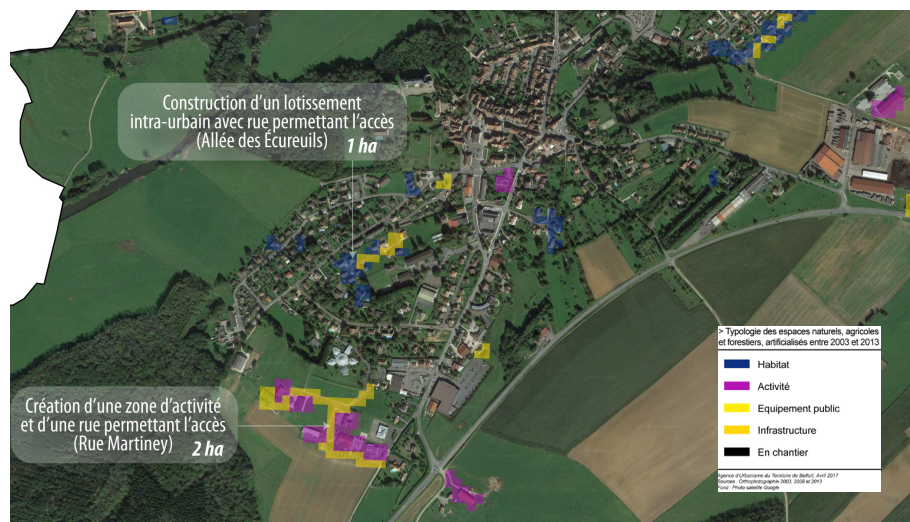 Construction d'un lotissement
intra-urbain avec rue permettant l'accès
(Allée des Écureuils) 1 ha
Création d'une zone d'activité
et d'une rue permettant l'accès
(Rue Martiney) 2 ha
> Typologie des espaces naturels, agricoles
et forestiers, artificialisés entre 2003 et 2013
Habitat
Activité
Equipement public
Infrastructure
En chantier
Agence d'Urbanisme du Territoire de Belfort, Avril 2017
Sources : Orthophotographie 2003, 2008 et 2013
Fond : Photo satellite Google